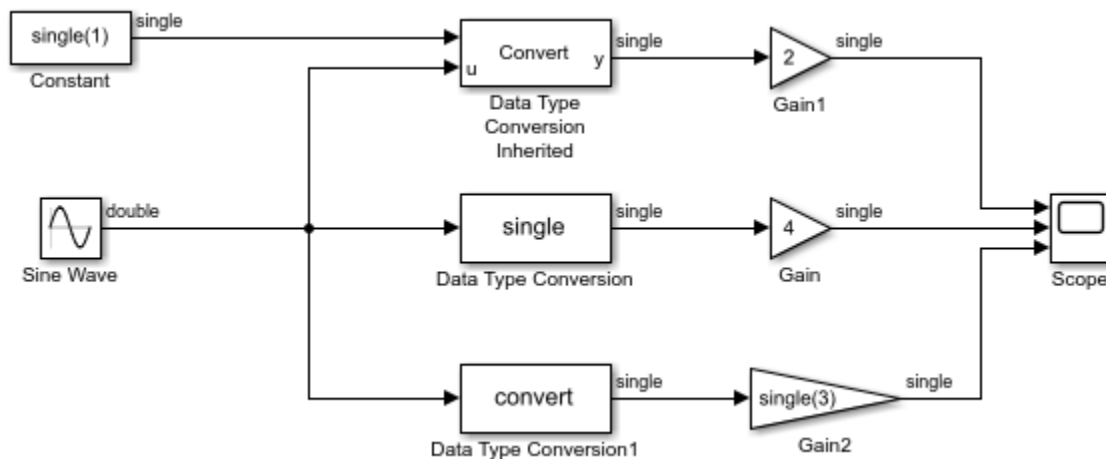 single(1)
single
Constant
Convert
u
y
single
Data Type
Conversion
Inherited
2
single
Gain1
double
Sine Wave
single
single
Data Type Conversion
4
single
Gain
Scope
convert
single
Data Type Conversion1
single(3)
single
Gain2